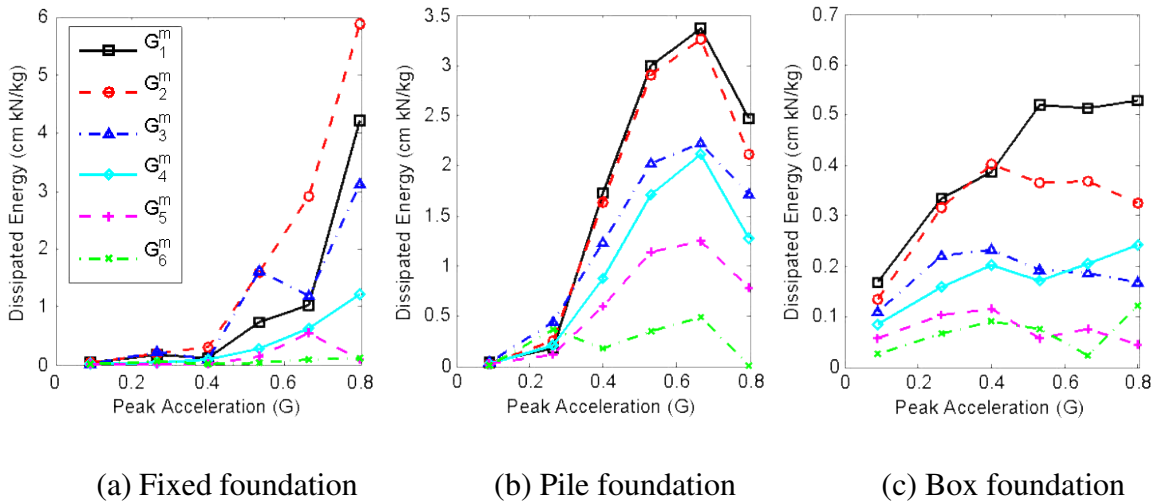 Dissipated Energy (cm kN/kg)
6
5
4
3
2
1
0
G₁ᵐ
G₂ᵐ
G₃ᵐ
G₄ᵐ
G₅ᵐ
G₆ᵐ
0 0.2 0.4 0.6 0.8
Peak Acceleration (G)
(a) Fixed foundation
Dissipated Energy (cm kN/kg)
3.5
3
2.5
2
1.5
1
0.5
0
0 0.2 0.4 0.6 0.8
Peak Acceleration (G)
(b) Pile foundation
Dissipated Energy (cm kN/kg)
0.7
0.6
0.5
0.4
0.3
0.2
0.1
0
0 0.2 0.4 0.6 0.8
Peak Acceleration (G)
(c) Box foundation